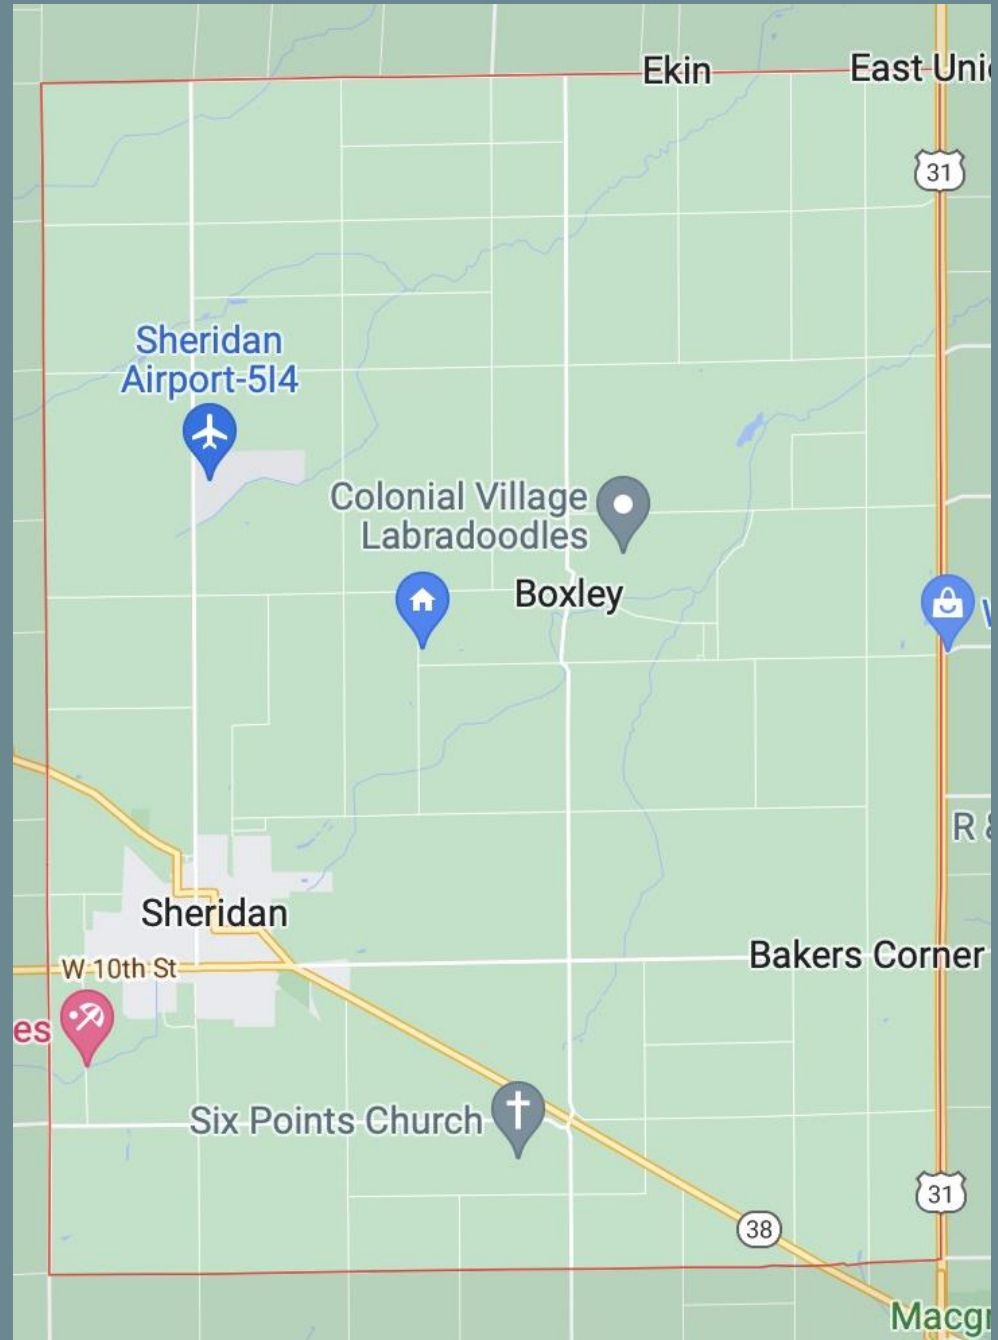 Ekin
East Uni
31
Sheridan
Airport-5I4
Colonial Village
Labradoodles
Boxley
R &
Sheridan
W 10th St
Bakers Corner
es
Six Points Church
31
38
Macgr